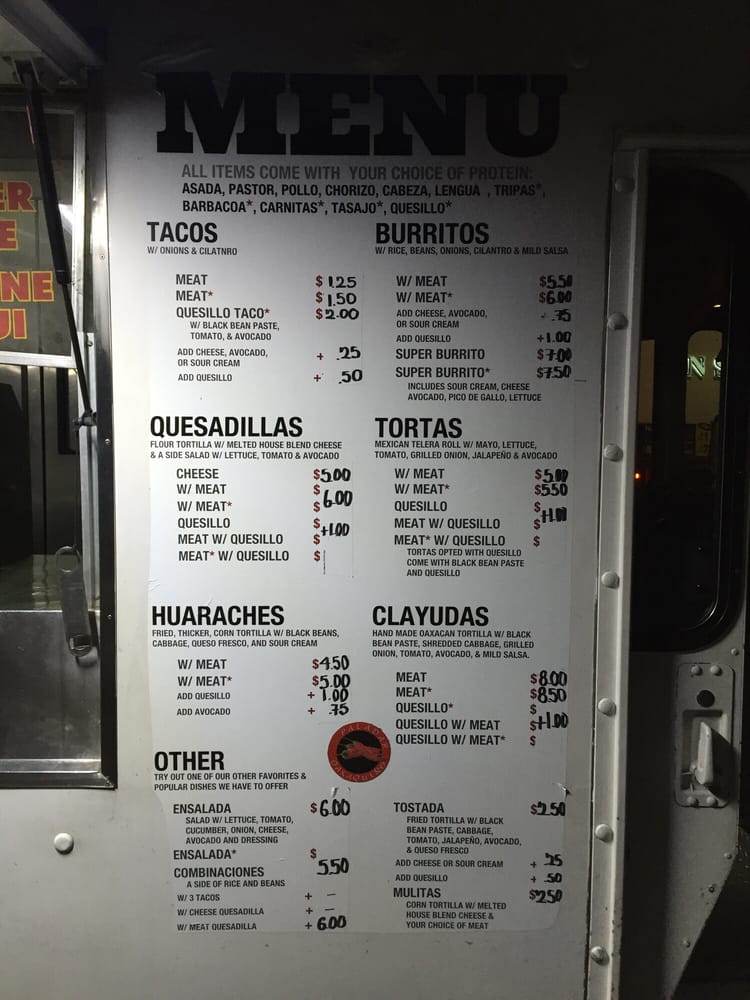 MENU
ALL ITEMS COME WITH YOUR CHOICE OF PROTEIN:
ASADA, PASTOR, POLLO, CHORIZO, CABEZA, LENGUA , TRIPAS*,
BARBACOA*, CARNITAS*, TASAJO*, QUESILLO*
TACOS
W/ ONIONS & CILATNRO
MEAT $ 1.25
MEAT* $ 1.50
QUESILLO TACO* $2.00
W/ BLACK BEAN PASTE,
TOMATO, & AVOCADO
ADD CHEESE, AVOCADO, + .25
OR SOUR CREAM
ADD QUESILLO + .50
BURRITOS
W/ RICE, BEANS, ONIONS, CILANTRO & MILD SALSA
W/ MEAT $5.50
W/ MEAT* $6.00
ADD CHEESE, AVOCADO, .75
OR SOUR CREAM
ADD QUESILLO +1.00
SUPER BURRITO $7.00
SUPER BURRITO* $7.50
INCLUDES SOUR CREAM, CHEESE
AVOCADO, PICO DE GALLO, LETTUCE
QUESADILLAS
FLOUR TORTILLA W/ MELTED HOUSE BLEND CHEESE
& A SIDE SALAD W/ LETTUCE, TOMATO & AVOCADO
CHEESE $5.00
W/ MEAT $
W/ MEAT* $ 6.00
QUESILLO $
MEAT W/ QUESILLO $ +1.00
MEAT* W/ QUESILLO $
TORTAS
MEXICAN TELERA ROLL W/ MAYO, LETTUCE,
TOMATO, GRILLED ONION, JALAPEÑO & AVOCADO
W/ MEAT $5.00
W/ MEAT* $5.50
QUESILLO $
MEAT W/ QUESILLO $ +1.00
MEAT* W/ QUESILLO $
TORTAS OPTED WITH QUESILLO
COME WITH BLACK BEAN PASTE
AND QUESILLO
HUARACHES
FRIED, THICKER, CORN TORTILLA W/ BLACK BEANS,
CABBAGE, QUESO FRESCO, AND SOUR CREAM
W/ MEAT $4.50
W/ MEAT* $5.00
ADD QUESILLO + 1.00
ADD AVOCADO + .75
CLAYUDAS
HAND MADE OAXACAN TORTILLA W/ BLACK
BEAN PASTE, SHREDDED CABBAGE, GRILLED
ONION, TOMATO, AVOCADO, & MILD SALSA.
MEAT $8.00
MEAT* $8.50
QUESILLO* $
QUESILLO W/ MEAT $+1.00
QUESILLO W/ MEAT* $
PALADAR
OAXAQUEÑO
OTHER
TRY OUT ONE OF OUR OTHER FAVORITES &
POPULAR DISHES WE HAVE TO OFFER
ENSALADA $6.00
SALAD W/ LETTUCE, TOMATO,
CUCUMBER, ONION, CHEESE,
AVOCADO AND DRESSING
ENSALADA* $
COMBINACIONES 5.50
A SIDE OF RICE AND BEANS
W/ 3 TACOS + –
W/ CHEESE QUESADILLA + –
W/ MEAT QUESADILLA + 6.00
TOSTADA $2.50
FRIED TORTILLA W/ BLACK
BEAN PASTE, CABBAGE,
TOMATO, JALAPEÑO, AVOCADO,
& QUESO FRESCO
ADD CHEESE OR SOUR CREAM + .25
ADD QUESILLO + .50
MULITAS $2.50
CORN TORTILLA W/ MELTED
HOUSE BLEND CHEESE &
YOUR CHOICE OF MEAT